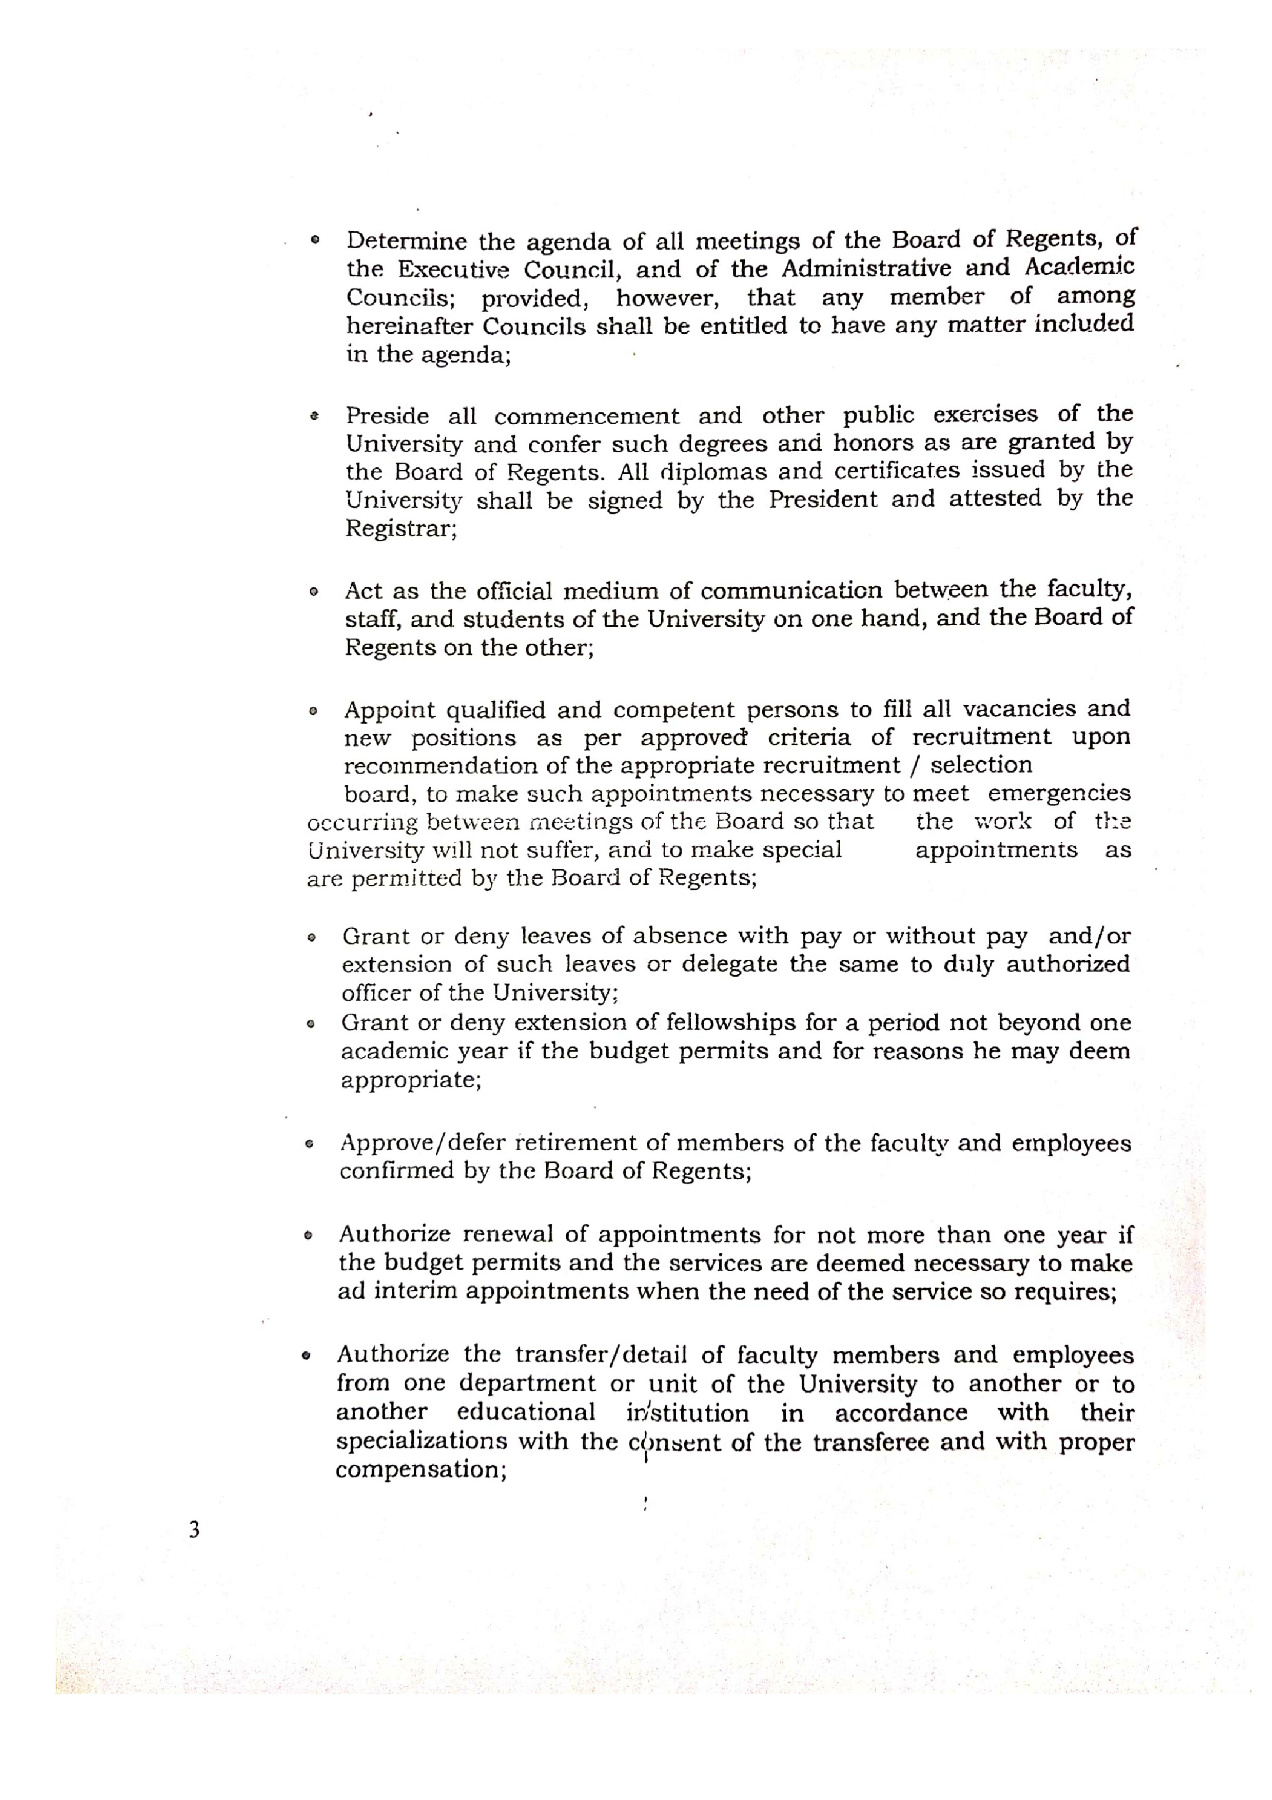 • Determine the agenda of all meetings of the Board of Regents, of
the Executive Council, and of the Administrative and Academic
Councils; provided, however, that any member of among
hereinafter Councils shall be entitled to have any matter included
in the agenda;
• Preside all commencement and other public exercises of the
University and confer such degrees and honors as are granted by
the Board of Regents. All diplomas and certificates issued by the
University shall be signed by the President and attested by the
Registrar;
• Act as the official medium of communication between the faculty,
staff, and students of the University on one hand, and the Board of
Regents on the other;
• Appoint qualified and competent persons to fill all vacancies and
new positions as per approved criteria of recruitment upon
recommendation of the appropriate recruitment / selection
board, to make such appointments necessary to meet emergencies
occurring between meetings of the Board so that the work of the
University will not suffer, and to make special appointments as
are permitted by the Board of Regents;
• Grant or deny leaves of absence with pay or without pay and/or
extension of such leaves or delegate the same to duly authorized
officer of the University;
• Grant or deny extension of fellowships for a period not beyond one
academic year if the budget permits and for reasons he may deem
appropriate;
• Approve/defer retirement of members of the faculty and employees
confirmed by the Board of Regents;
• Authorize renewal of appointments for not more than one year if
the budget permits and the services are deemed necessary to make
ad interim appointments when the need of the service so requires;
• Authorize the transfer/detail of faculty members and employees
from one department or unit of the University to another or to
another educational institution in accordance with their
specializations with the consent of the transferee and with proper
compensation;
3